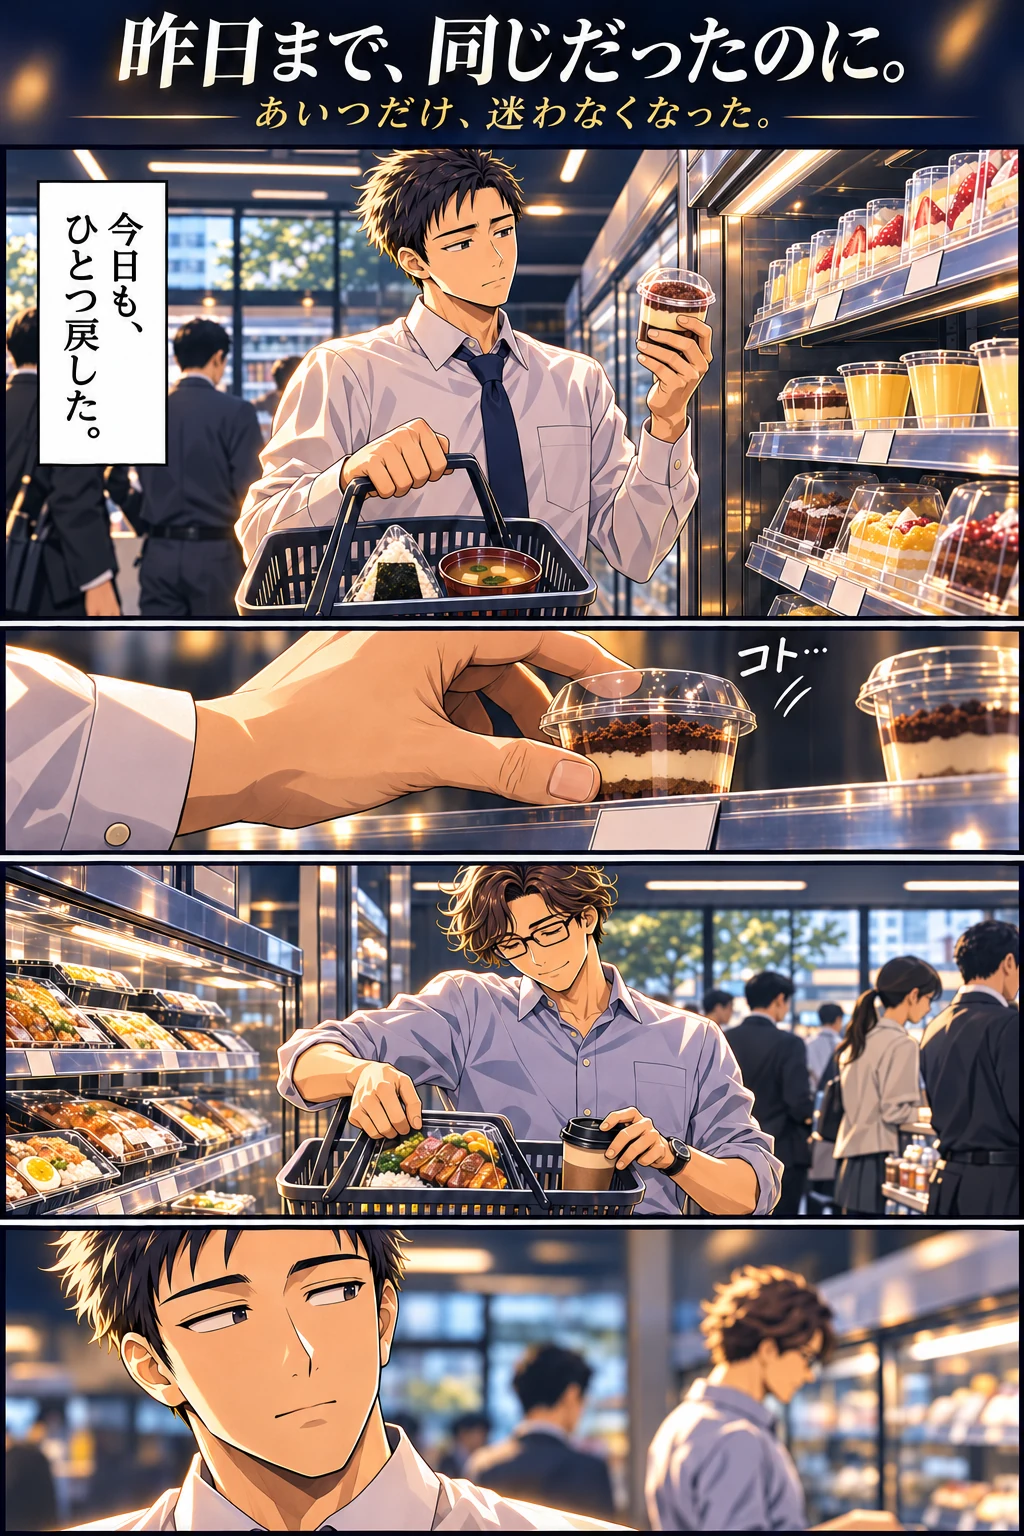 昨日まで、同じだったのに。
あいつだけ、迷わなくなった。
今日も、
ひとつ戻した。
コト…